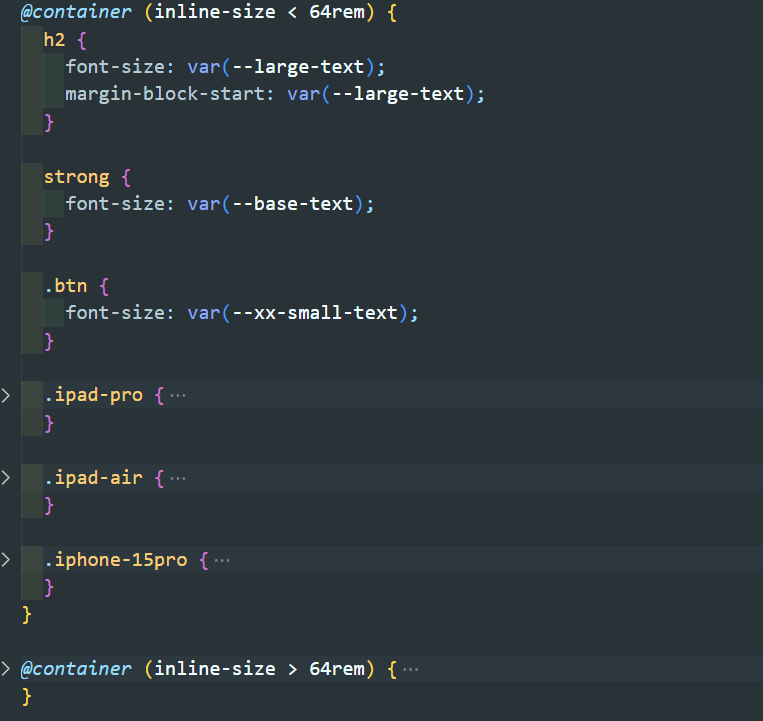 @container (inline-size < 64rem) {
h2 {
font-size: var(--large-text);
margin-block-start: var(--large-text);
}
strong {
font-size: var(--base-text);
}
.btn {
font-size: var(--xx-small-text);
}
.ipad-pro { ···
}
.ipad-air { ···
}
.iphone-15pro { ···
}
}
@container (inline-size > 64rem) { ···
}